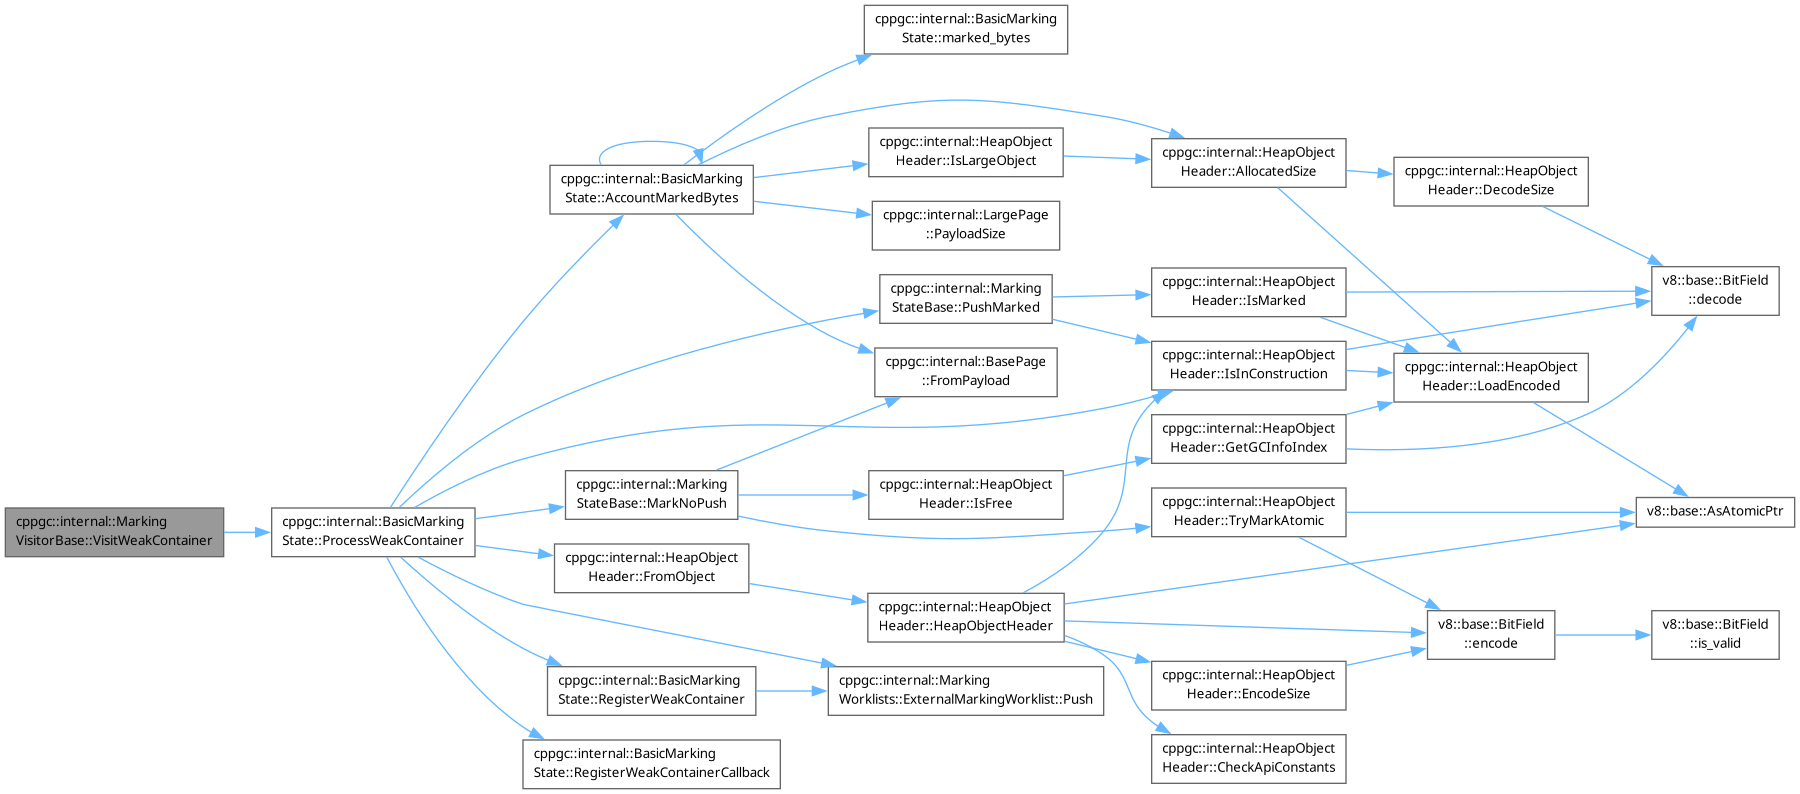 cppgc::internal::BasicMarking
State::marked_bytes
cppgc::internal::HeapObject
Header::IsLargeObject
cppgc::internal::HeapObject
Header::AllocatedSize
cppgc::internal::HeapObject
Header::DecodeSize
cppgc::internal::BasicMarking
State::AccountMarkedBytes
cppgc::internal::LargePage
::PayloadSize
cppgc::internal::Marking
StateBase::PushMarked
cppgc::internal::HeapObject
Header::IsMarked
v8::base::BitField
::decode
cppgc::internal::BasePage
::FromPayload
cppgc::internal::HeapObject
Header::IsInConstruction
cppgc::internal::HeapObject
Header::LoadEncoded
cppgc::internal::HeapObject
Header::GetGCInfoIndex
cppgc::internal::Marking
StateBase::MarkNoPush
cppgc::internal::HeapObject
Header::IsFree
cppgc::internal::HeapObject
Header::TryMarkAtomic
v8::base::AsAtomicPtr
cppgc::internal::Marking
VisitorBase::VisitWeakContainer
cppgc::internal::BasicMarking
State::ProcessWeakContainer
cppgc::internal::HeapObject
Header::FromObject
cppgc::internal::HeapObject
Header::HeapObjectHeader
v8::base::BitField
::encode
v8::base::BitField
::is_valid
cppgc::internal::BasicMarking
State::RegisterWeakContainer
cppgc::internal::Marking
Worklists::ExternalMarkingWorklist::Push
cppgc::internal::HeapObject
Header::EncodeSize
cppgc::internal::BasicMarking
State::RegisterWeakContainerCallback
cppgc::internal::HeapObject
Header::CheckApiConstants